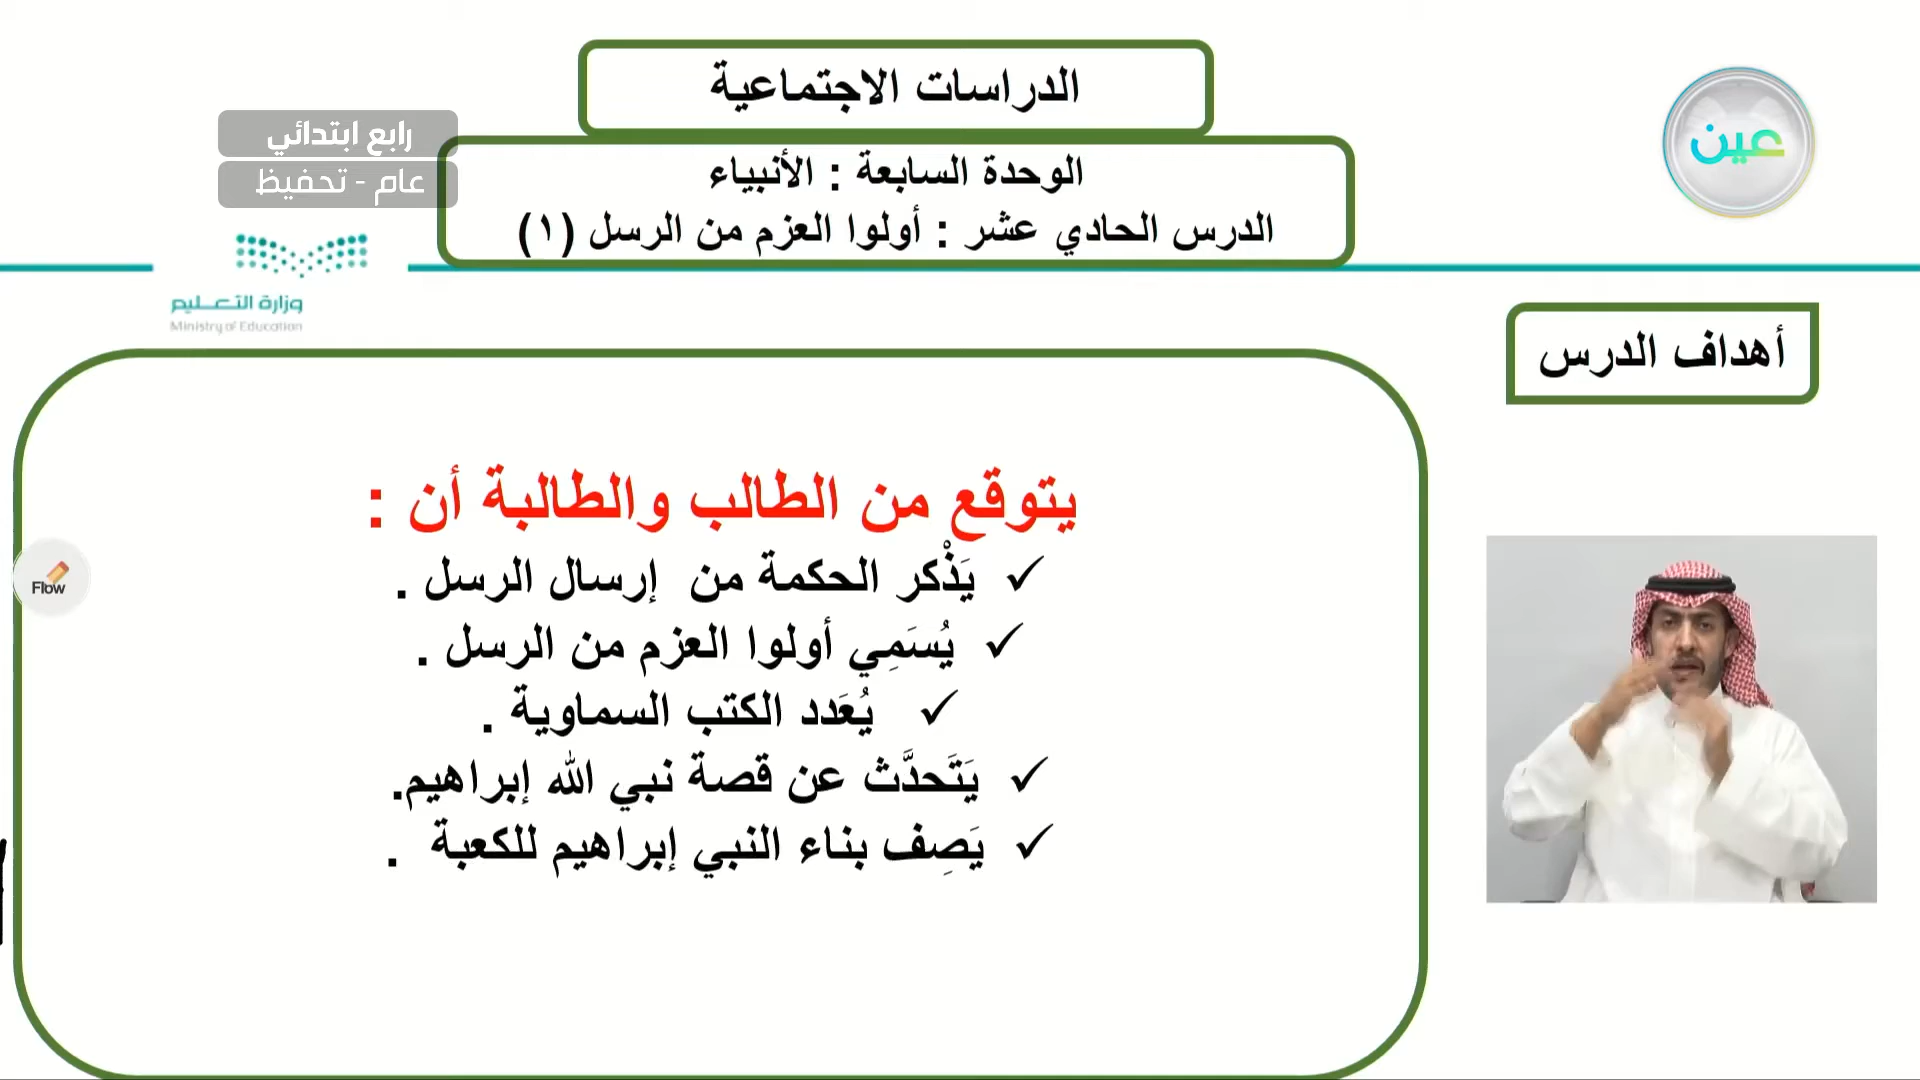 الدراسات الاجتماعية
عين
رابع ابتدائي
عام - تحفيظ
الوحدة السابعة : الأنبياء
الدرس الحادي عشر : أولوا العزم من الرسل (١)
وزارة التعليم
Ministry of Education
أهداف الدرس
يتوقع من الطالب والطالبة أن :
✓ يَذْكر الحكمة من إرسال الرسل .
✓ يُسَمِي أولوا العزم من الرسل .
✓ يُعَدد الكتب السماوية .
✓ يَتَحدَّث عن قصة نبي الله إبراهيم.
✓ يَصِف بناء النبي إبراهيم للكعبة .
Flow